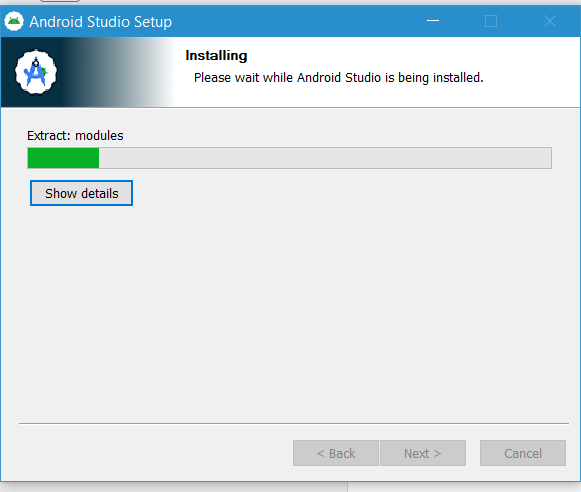 Android Studio Setup
Installing
Please wait while Android Studio is being installed.
Extract: modules
Show details
< Back
Next >
Cancel